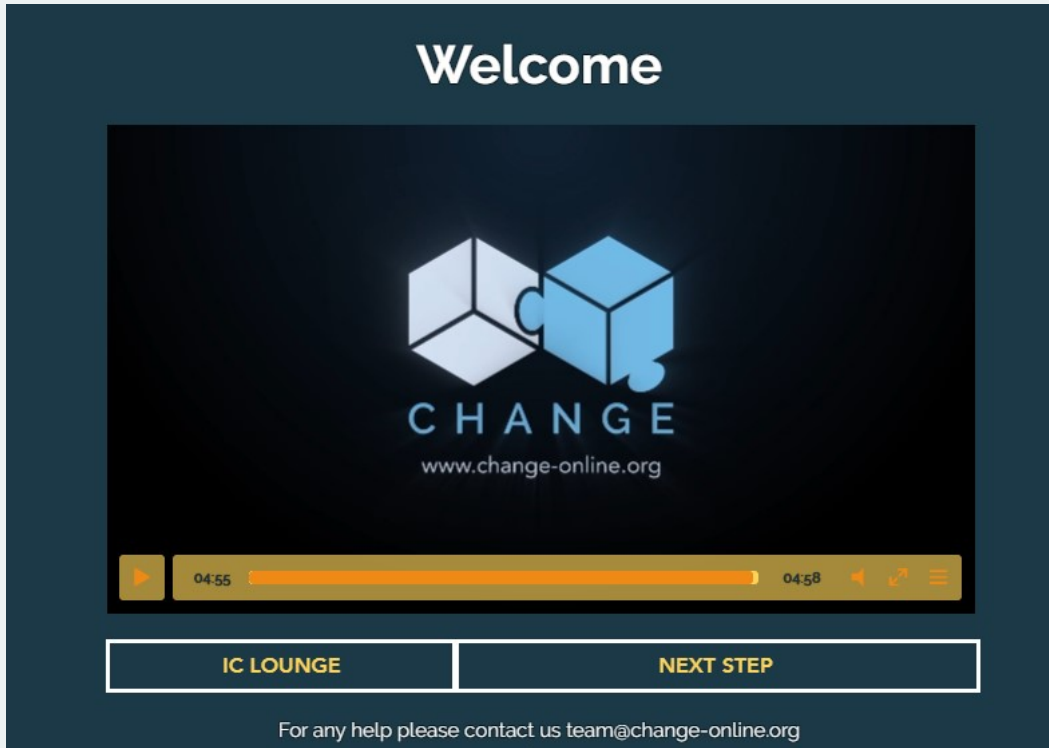 Welcome
CHANGE
www.change-online.org
04:55 04:58
IC LOUNGE NEXT STEP
For any help please contact us team@change-online.org